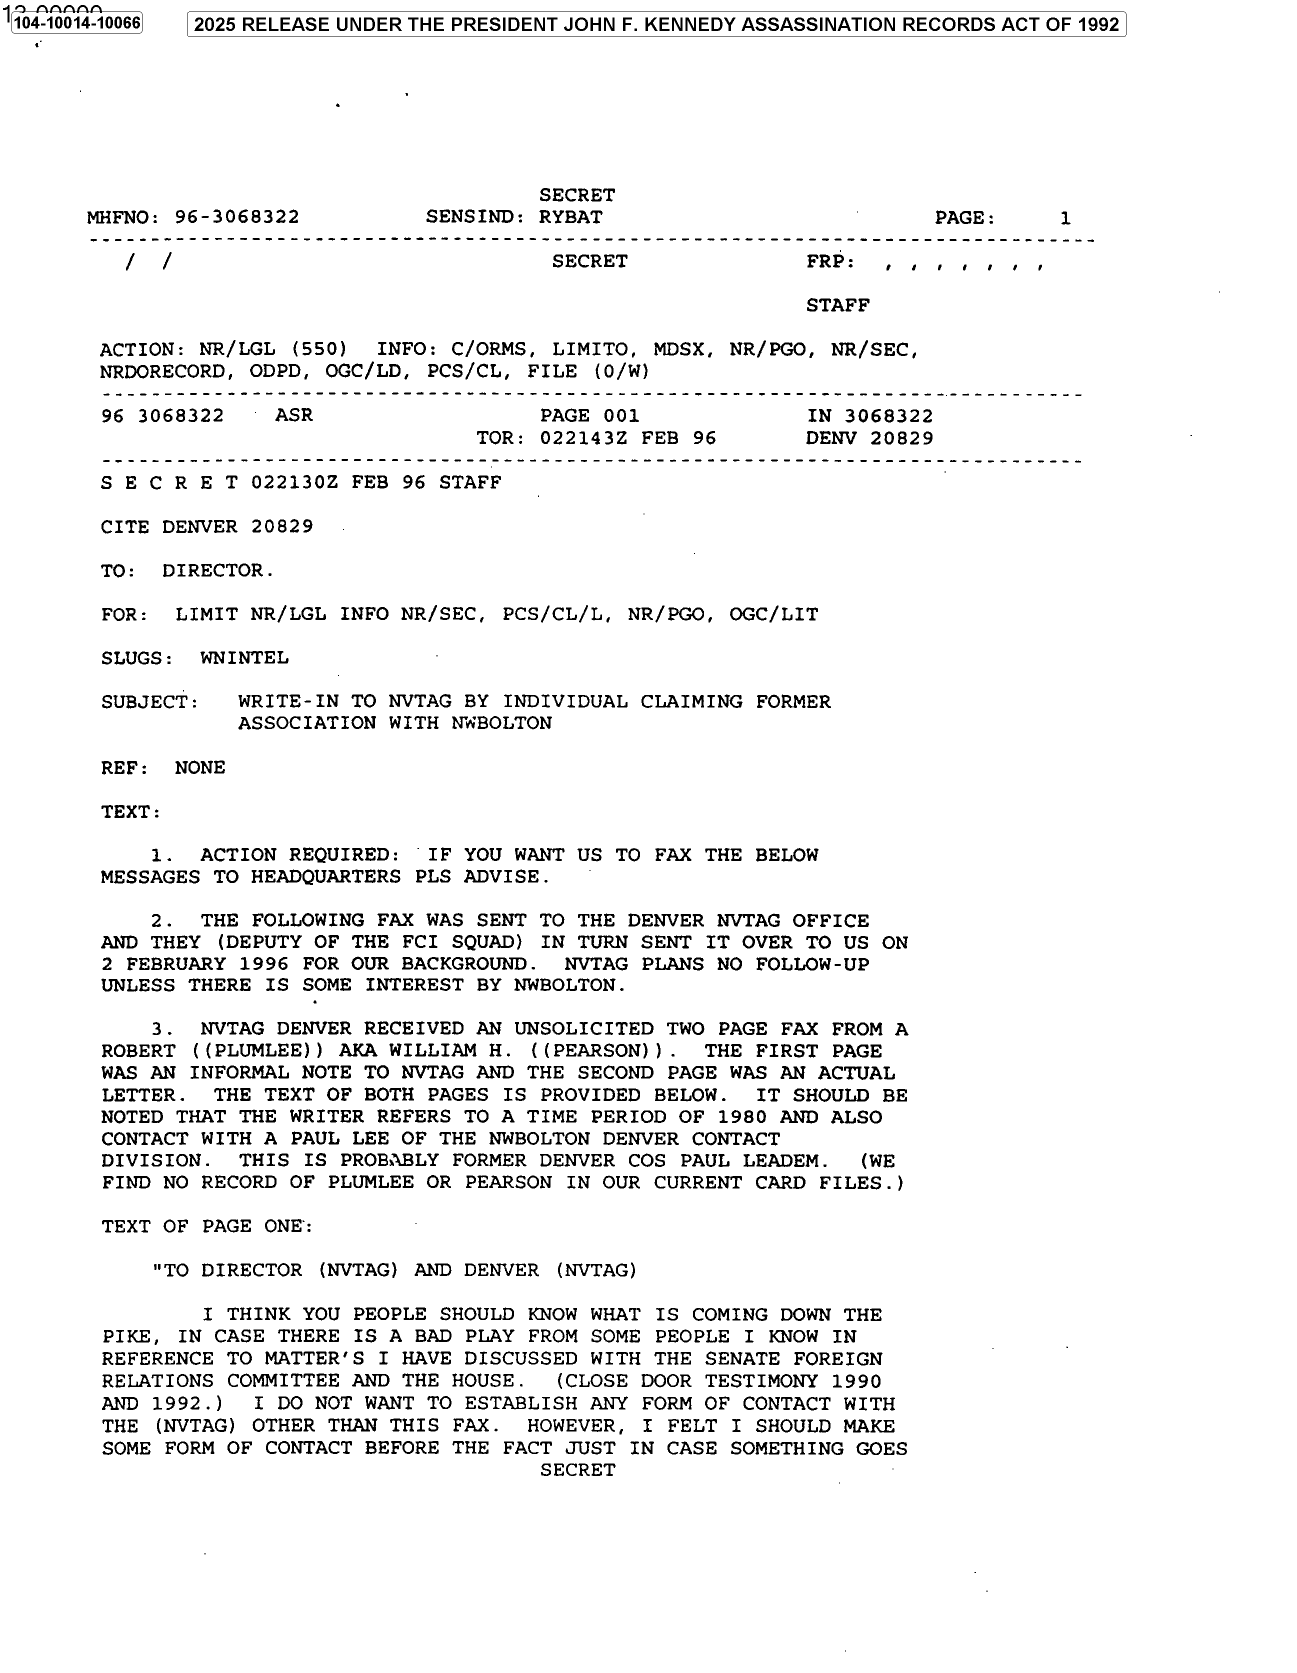 104-10014-10066
2025 RELEASE UNDER THE PRESIDENT JOHN F. KENNEDY ASSASSINATION RECORDS ACT OF 1992
SECRET
MHFNO: 96-3068322 SENSIND: RYBAT PAGE: 1
/ / SECRET FRP: , , , , , , ,
STAFF
ACTION: NR/LGL (550) INFO: C/ORMS, LIMITO, MDSX, NR/PGO, NR/SEC,
NRDORECORD, ODPD, OGC/LD, PCS/CL, FILE (0/W)
96 3068322 ASR PAGE 001 IN 3068322
TOR: 022143Z FEB 96 DENV 20829
S E C R E T 022130Z FEB 96 STAFF
CITE DENVER 20829
TO: DIRECTOR.
FOR: LIMIT NR/LGL INFO NR/SEC, PCS/CL/L, NR/PGO, OGC/LIT
SLUGS: WNINTEL
SUBJECT: WRITE-IN TO NVTAG BY INDIVIDUAL CLAIMING FORMER
ASSOCIATION WITH NWBOLTON
REF: NONE
TEXT:
1. ACTION REQUIRED: IF YOU WANT US TO FAX THE BELOW
MESSAGES TO HEADQUARTERS PLS ADVISE.
2. THE FOLLOWING FAX WAS SENT TO THE DENVER NVTAG OFFICE
AND THEY (DEPUTY OF THE FCI SQUAD) IN TURN SENT IT OVER TO US ON
2 FEBRUARY 1996 FOR OUR BACKGROUND. NVTAG PLANS NO FOLLOW-UP
UNLESS THERE IS SOME INTEREST BY NWBOLTON.
3. NVTAG DENVER RECEIVED AN UNSOLICITED TWO PAGE FAX FROM A
ROBERT ((PLUMLEE)) AKA WILLIAM H. ((PEARSON)). THE FIRST PAGE
WAS AN INFORMAL NOTE TO NVTAG AND THE SECOND PAGE WAS AN ACTUAL
LETTER. THE TEXT OF BOTH PAGES IS PROVIDED BELOW. IT SHOULD BE
NOTED THAT THE WRITER REFERS TO A TIME PERIOD OF 1980 AND ALSO
CONTACT WITH A PAUL LEE OF THE NWBOLTON DENVER CONTACT
DIVISION. THIS IS PROBABLY FORMER DENVER COS PAUL LEADEM. (WE
FIND NO RECORD OF PLUMLEE OR PEARSON IN OUR CURRENT CARD FILES.)
TEXT OF PAGE ONE:
"TO DIRECTOR (NVTAG) AND DENVER (NVTAG)
I THINK YOU PEOPLE SHOULD KNOW WHAT IS COMING DOWN THE
PIKE, IN CASE THERE IS A BAD PLAY FROM SOME PEOPLE I KNOW IN
REFERENCE TO MATTER'S I HAVE DISCUSSED WITH THE SENATE FOREIGN
RELATIONS COMMITTEE AND THE HOUSE. (CLOSE DOOR TESTIMONY 1990
AND 1992.) I DO NOT WANT TO ESTABLISH ANY FORM OF CONTACT WITH
THE (NVTAG) OTHER THAN THIS FAX. HOWEVER, I FELT I SHOULD MAKE
SOME FORM OF CONTACT BEFORE THE FACT JUST IN CASE SOMETHING GOES
SECRET